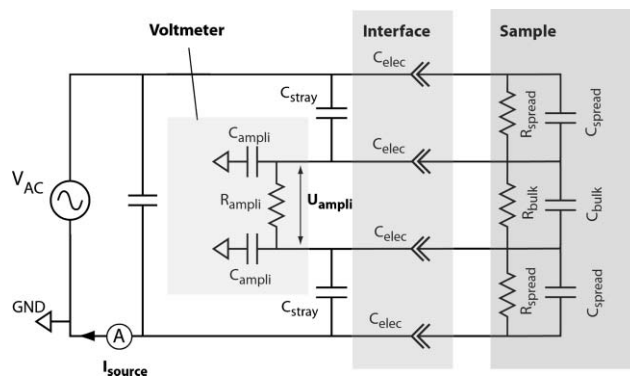 Voltmeter
Interface
Sample
C_elec
C_stray
C_ampli
C_elec
R_spread
C_spread
V_AC
R_ampli
U_ampli
R_bulk
C_bulk
C_elec
C_ampli
C_stray
R_spread
C_spread
GND
C_elec
A
I_source